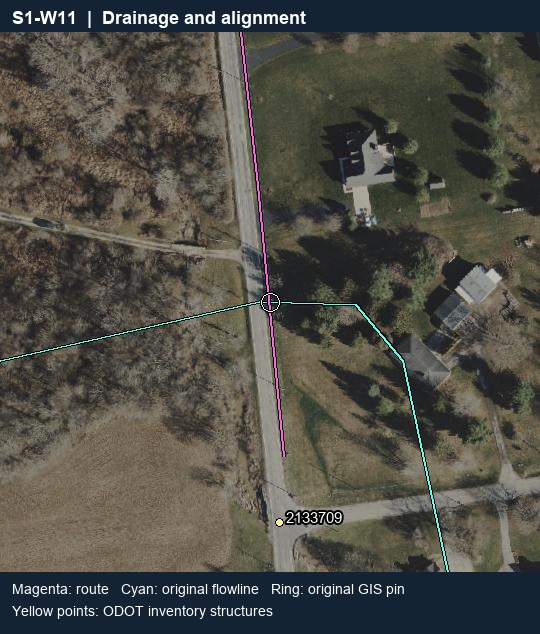 S1-W11 | Drainage and alignment
2133709
Magenta: route Cyan: original flowline Ring: original GIS pin
Yellow points: ODOT inventory structures